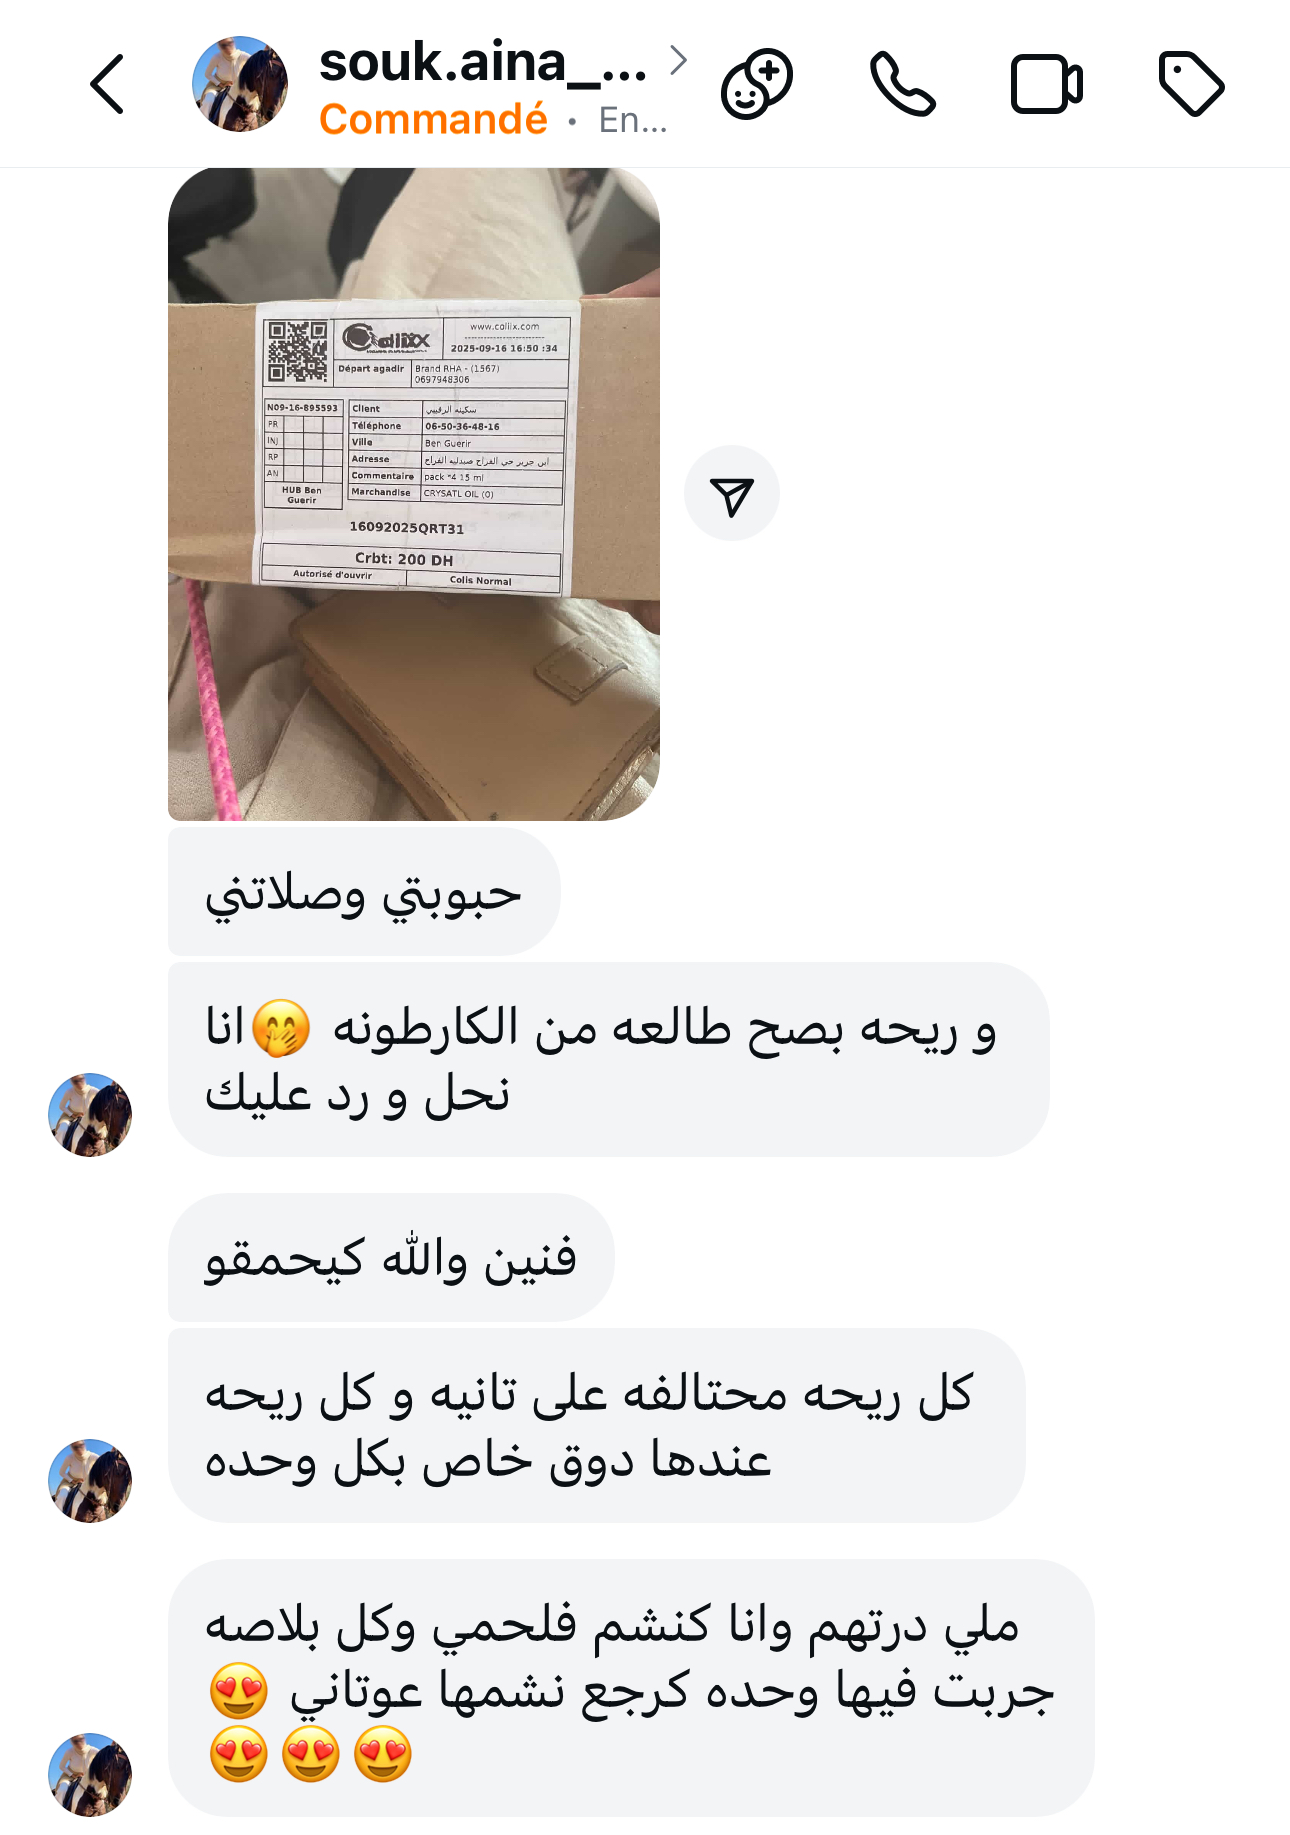 souk.aina_...
Commandé · En...
Coliix
www.coliix.com
2025-09-16 16:50 :34
Départ agadir
Brand RHA - (1567)
0697948306
N09-16-895593
PR
INJ
RP
AN
HUB Ben
Guerir
Client سكينه الرقيبي
Téléphone 06-50-36-48-16
Ville Ben Guerir
Adresse ابن جرير حي الفراح صيدليه الفراح
Commentaire pack *4 15 ml
Marchandise CRYSATL OIL (0)
16092025QRT31
Crbt: 200 DH
Autorisé d'ouvrir
Colis Normal
حبوبتي وصلاتني
و ريحه بصح طالعه من الكارطونه 🤭انا
نحل و رد عليك
فنين والله كيحمقو
كل ريحه محتالفه على تانيه و كل ريحه
عندها دوق خاص بكل وحده
ملي درتهم وانا كنشم فلحمي وكل بلاصه
جربت فيها وحده كرجع نشمها عوتاني 😍
😍😍😍